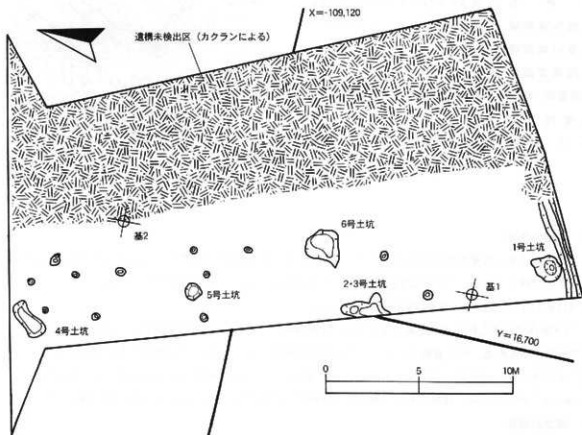 X=-109,120
遺構未検出区（カクランによる）
基2
6号土坑
1号土坑
5号土坑
2・3号土坑
基1
4号土坑
Y=16,700
0 5 10M